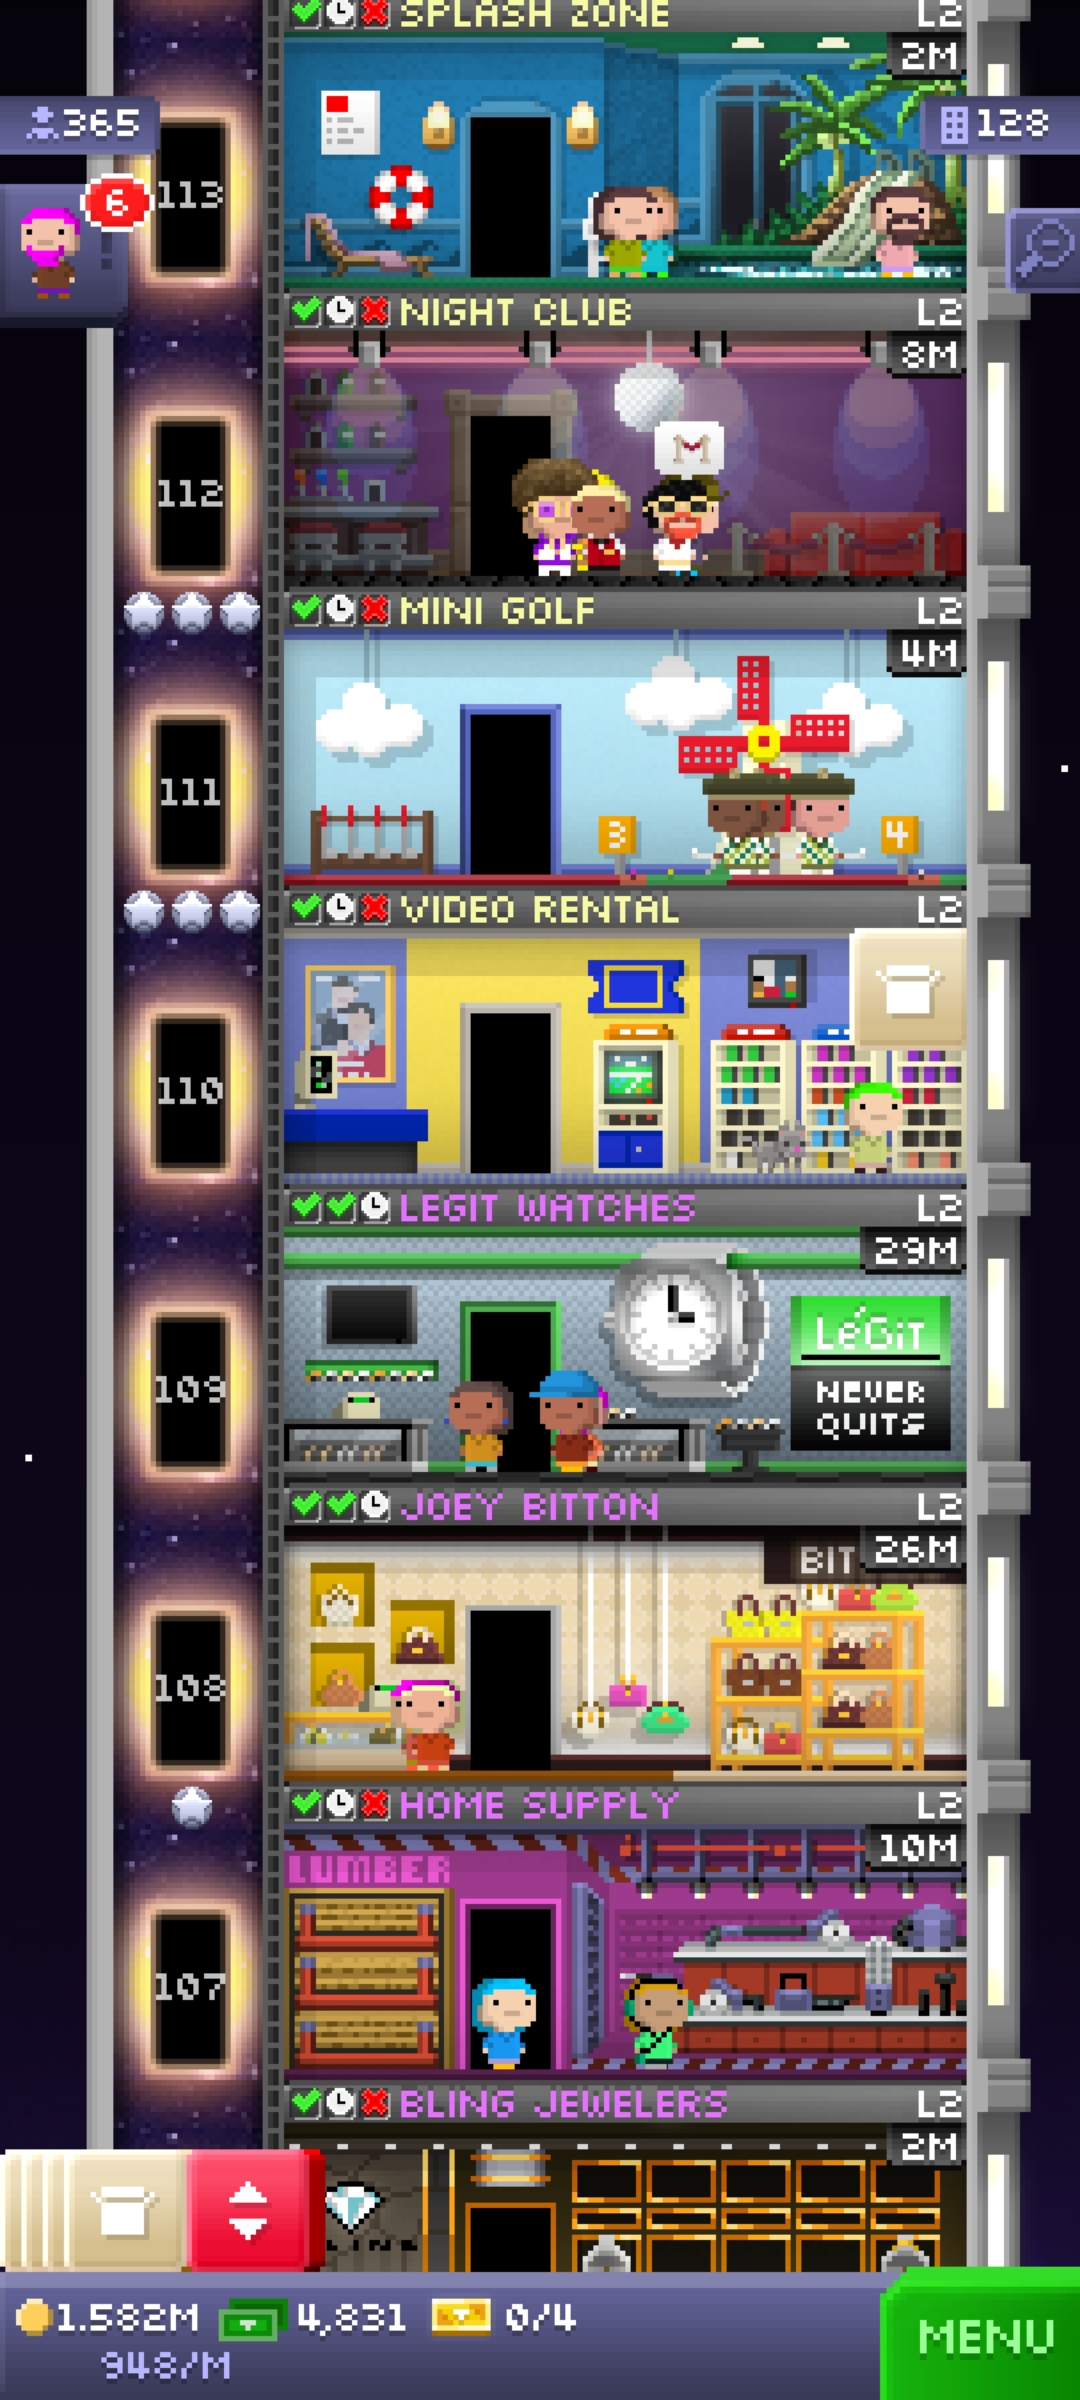 SPLASH ZONE L2
2M
365
128
6
113
NIGHT CLUB L2
8M
M
112
MINI GOLF L2
4M
111
3
4
VIDEO RENTAL L2
110
LEGIT WATCHES L2
29M
LéGiT
NEVER
QUITS
109
JOEY BITTON L2
BIT
26M
108
HOME SUPPLY L2
10M
LUMBER
107
BLING JEWELERS L2
2M
1.582M 4,831 0/4
948/M
MENU